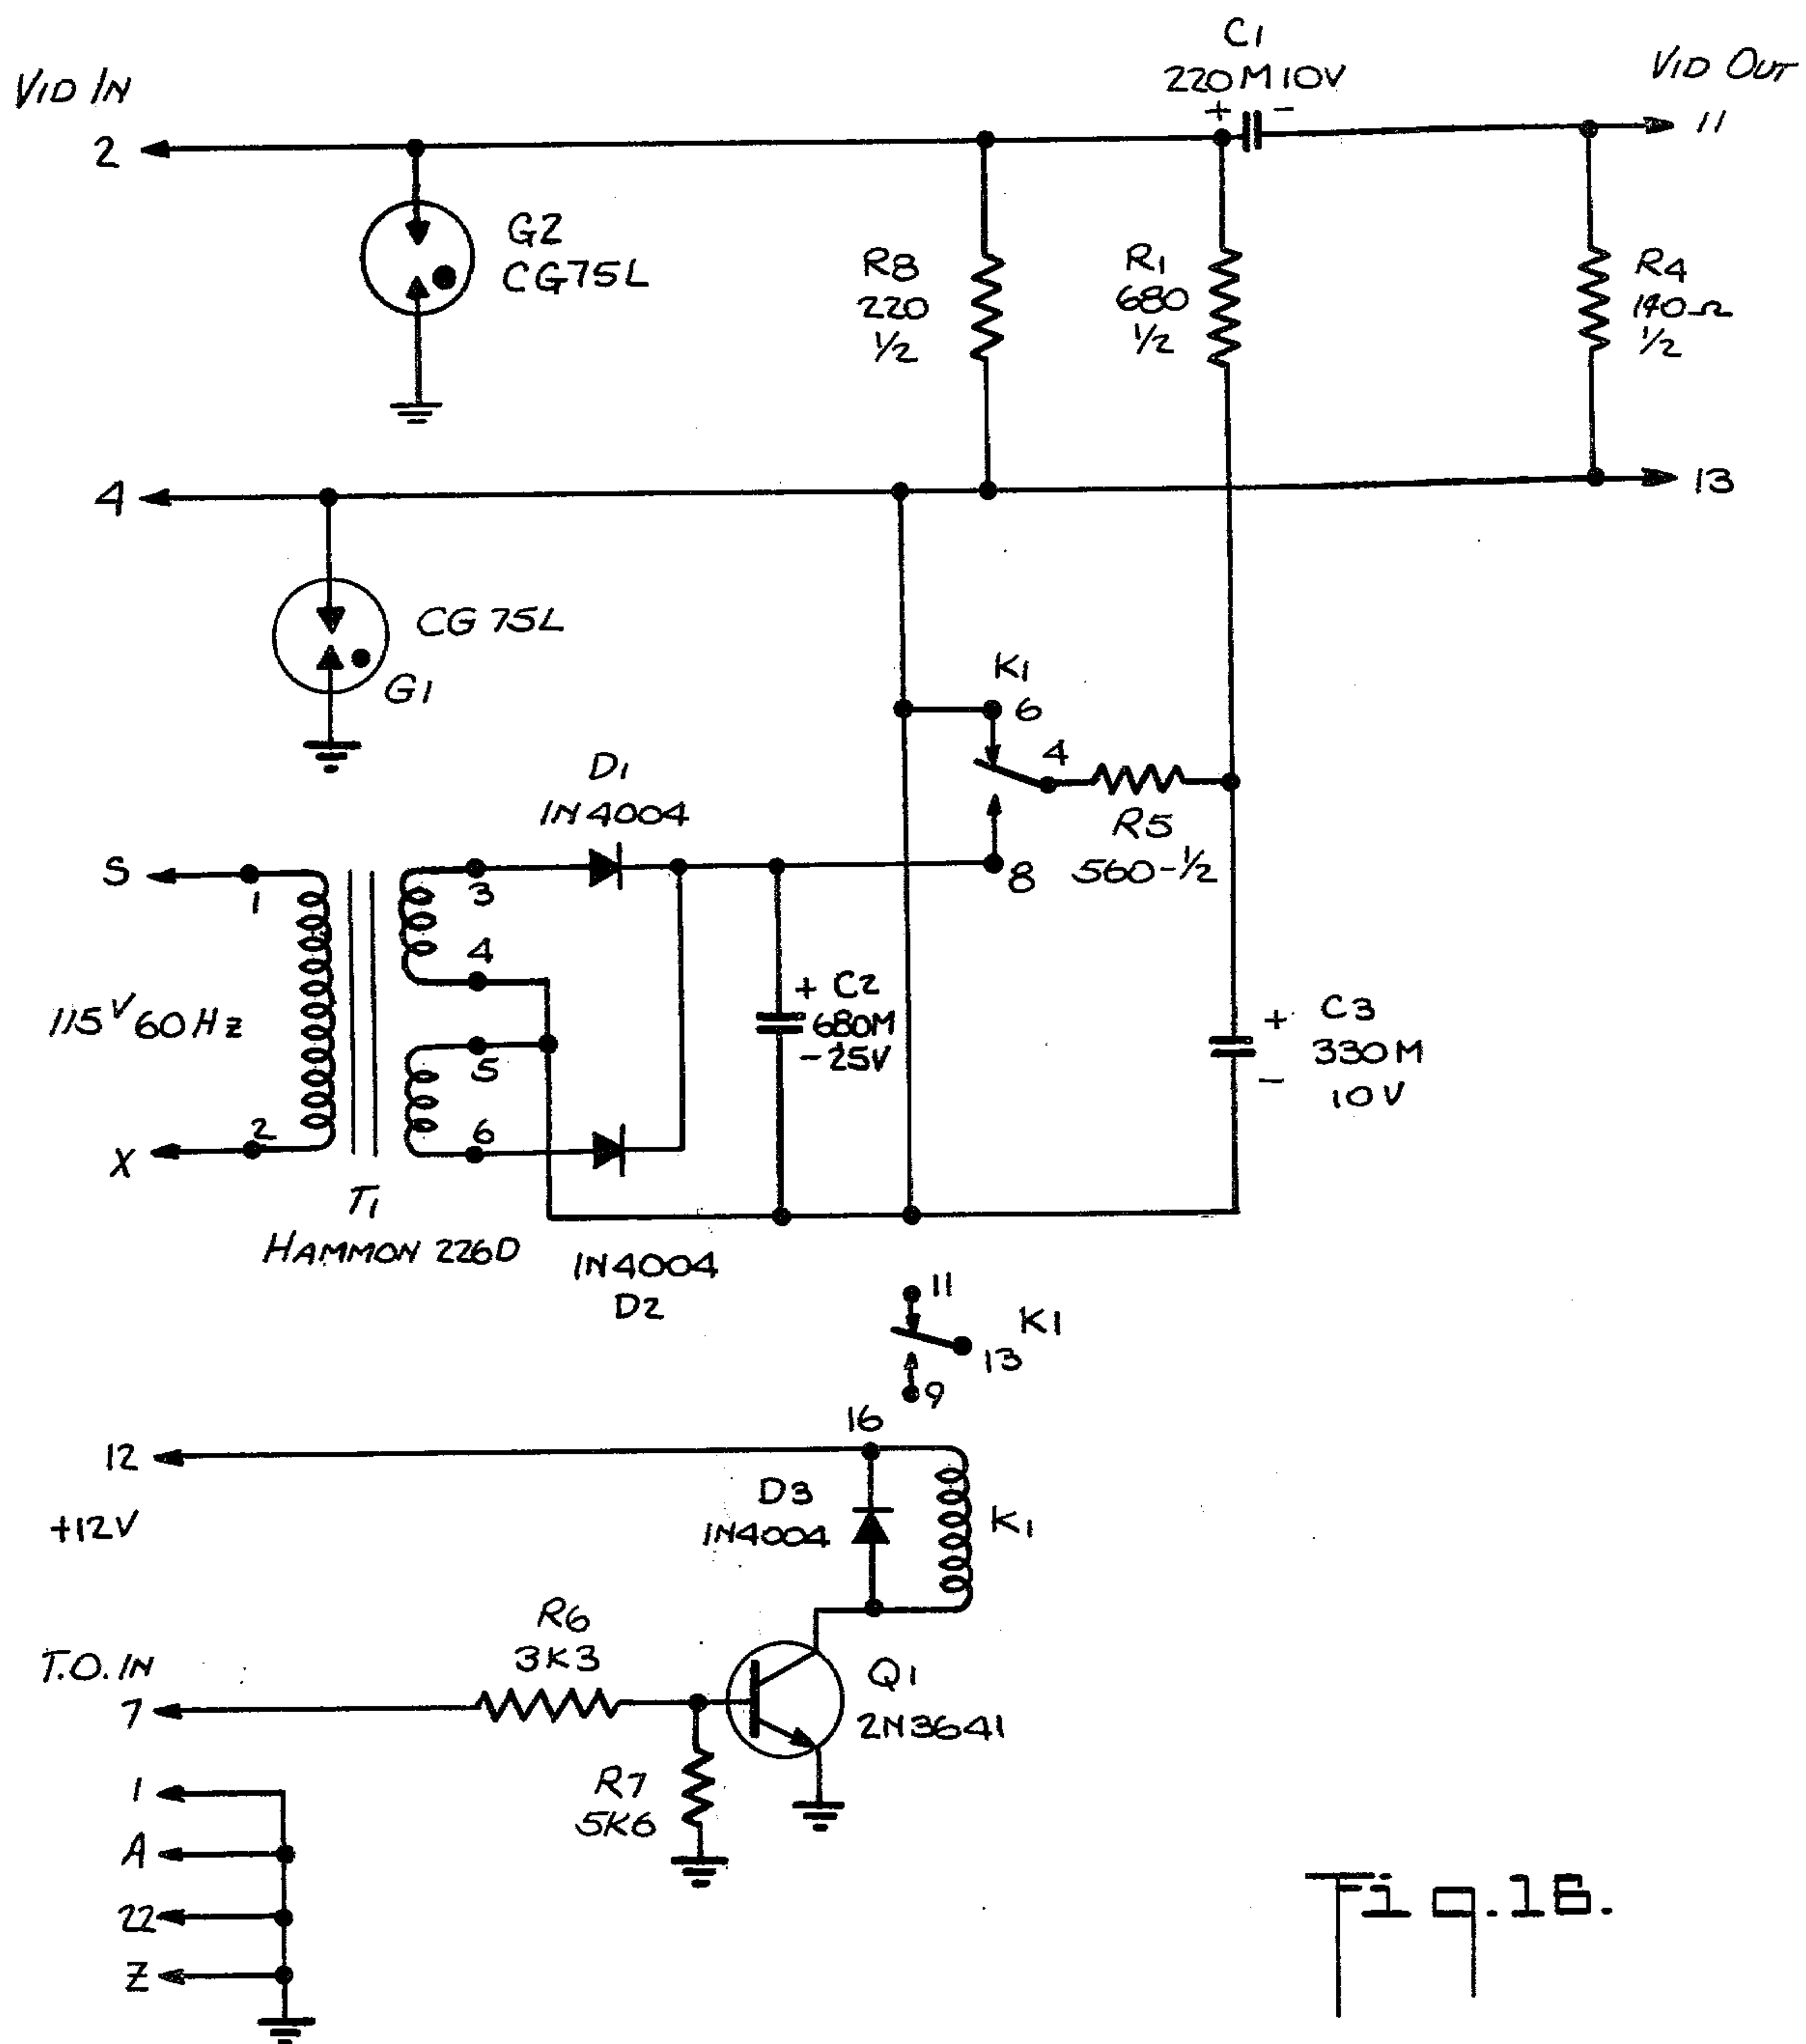 VID IN
2
C1
220M 10V
+ -
VID OUT
11
G2
CG75L
R8
220
1/2
R1
680
1/2
R4
140Ω
1/2
4
13
CG 75L
G1
K1
6
4
R5
560-1/2
8
D1
1N4004
S
1
3
4
115V 60Hz
5
6
2
X
T1
HAMMON 226D
+ C2
680M
- 25V
+ C3
330M
- 10V
1N4004
D2
11
K1
13
9
16
12
+12V
D3
1N4004
K1
R6
3K3
T.O. IN
7
Q1
2N3641
R7
5K6
1
A
22
Z